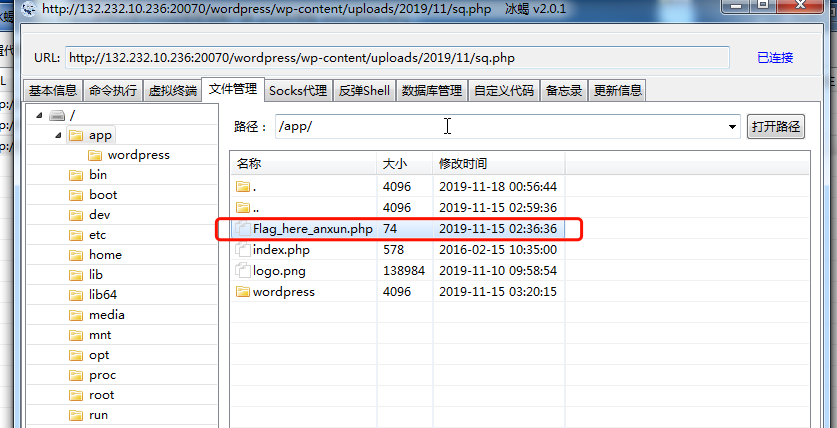 http://132.232.10.236:20070/wordpress/wp-content/uploads/2019/11/sq.php 冰蝎 v2.0.1
URL: http://132.232.10.236:20070/wordpress/wp-content/uploads/2019/11/sq.php 已连接
基本信息 命令执行 虚拟终端 文件管理 Socks代理 反弹Shell 数据库管理 自定义代码 备忘录 更新信息
/
app
wordpress
bin
boot
dev
etc
home
lib
lib64
media
mnt
opt
proc
root
run
路径： /app/ 打开路径
名称 大小 修改时间
. 4096 2019-11-18 00:56:44
.. 4096 2019-11-15 02:59:36
Flag_here_anxun.php 74 2019-11-15 02:36:36
index.php 578 2016-02-15 10:35:00
logo.png 138984 2019-11-10 09:58:54
wordpress 4096 2019-11-15 03:20:15